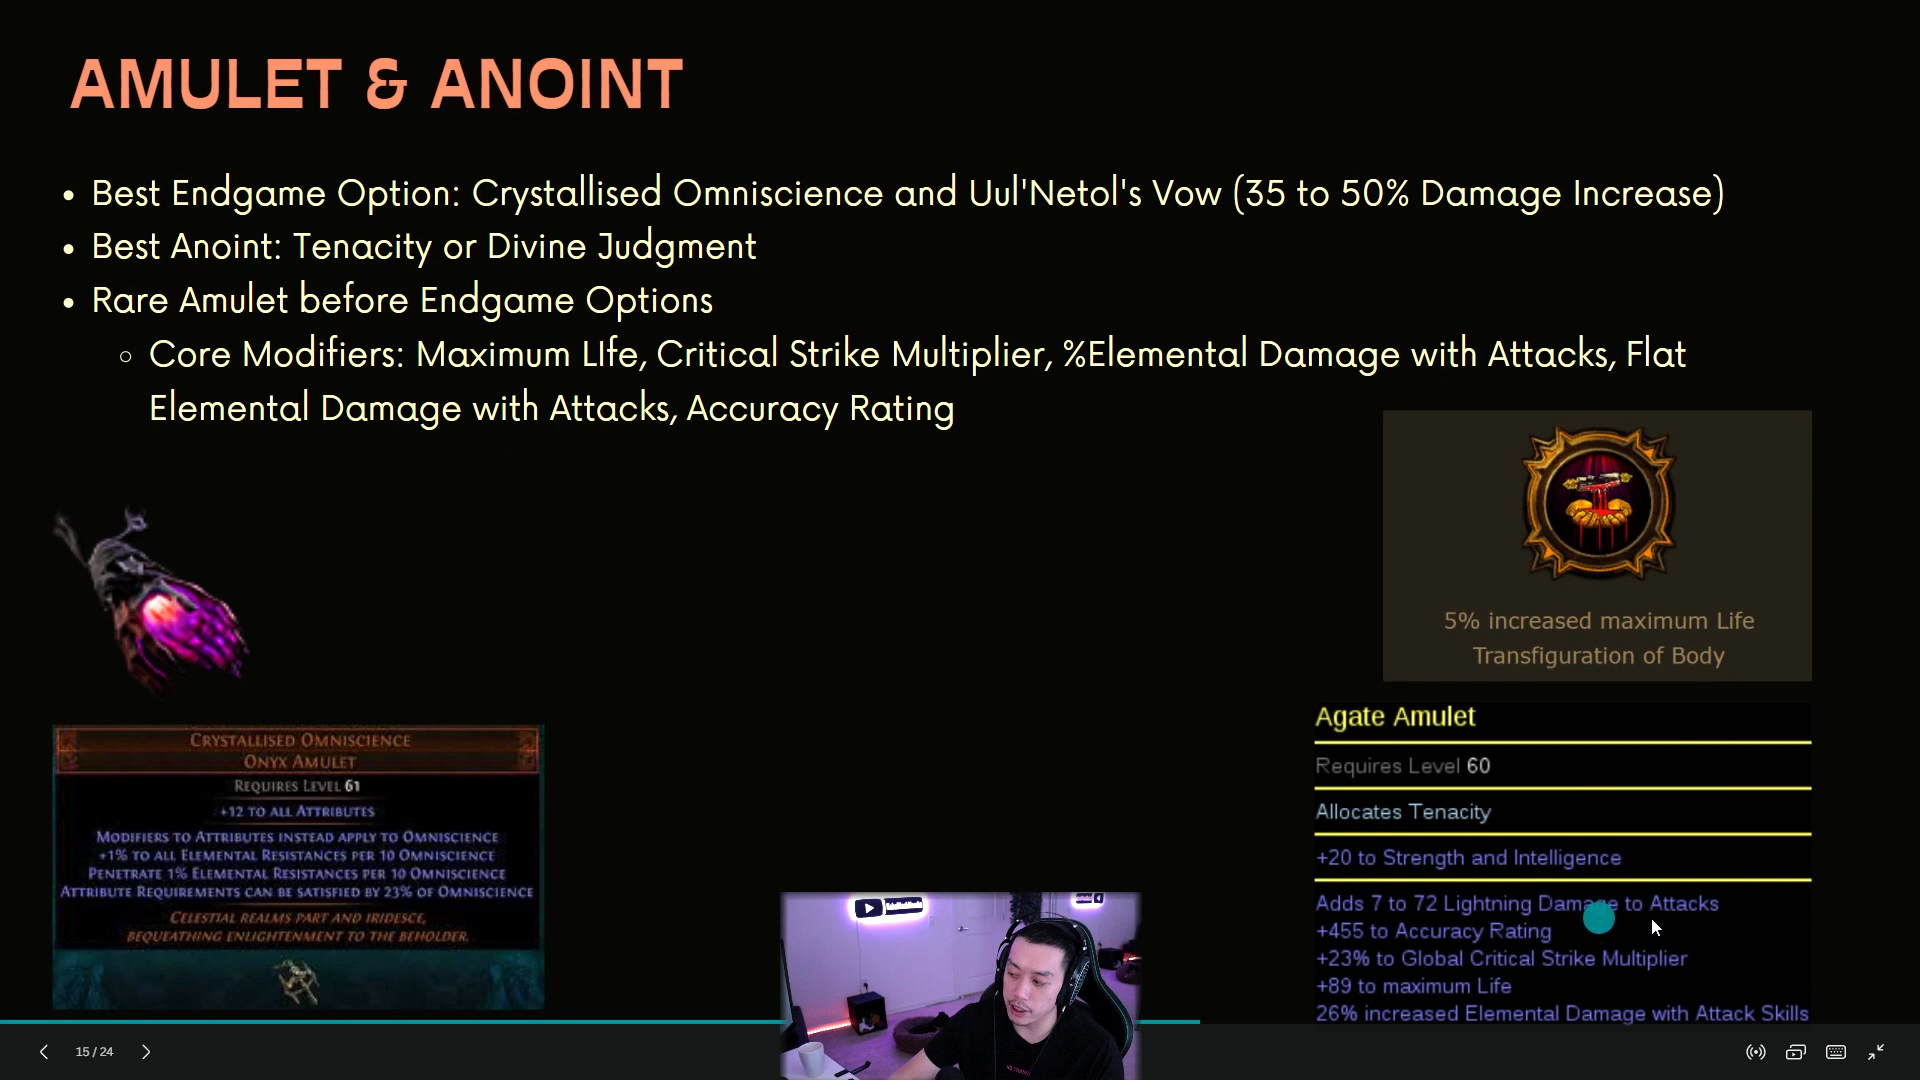 AMULET & ANOINT
• Best Endgame Option: Crystallised Omniscience and Uul'Netol's Vow (35 to 50% Damage Increase)
• Best Anoint: Tenacity or Divine Judgment
• Rare Amulet before Endgame Options
◦ Core Modifiers: Maximum LIfe, Critical Strike Multiplier, %Elemental Damage with Attacks, Flat
Elemental Damage with Attacks, Accuracy Rating
5% increased maximum Life
Transfiguration of Body
CRYSTALLISED OMNISCIENCE
ONYX AMULET
REQUIRES LEVEL 61
+12 TO ALL ATTRIBUTES
MODIFIERS TO ATTRIBUTES INSTEAD APPLY TO OMNISCIENCE
+1% TO ALL ELEMENTAL RESISTANCES PER 10 OMNISCIENCE
PENETRATE 1% ELEMENTAL RESISTANCES PER 10 OMNISCIENCE
ATTRIBUTE REQUIREMENTS CAN BE SATISFIED BY 23% OF OMNISCIENCE
CELESTIAL REALMS PART AND IRIDESCE,
BEQUEATHING ENLIGHTENMENT TO THE BEHOLDER.
Agate Amulet
Requires Level 60
Allocates Tenacity
+20 to Strength and Intelligence
Adds 7 to 72 Lightning Damage to Attacks
+455 to Accuracy Rating
+23% to Global Critical Strike Multiplier
+89 to maximum Life
26% increased Elemental Damage with Attack Skills
15 / 24